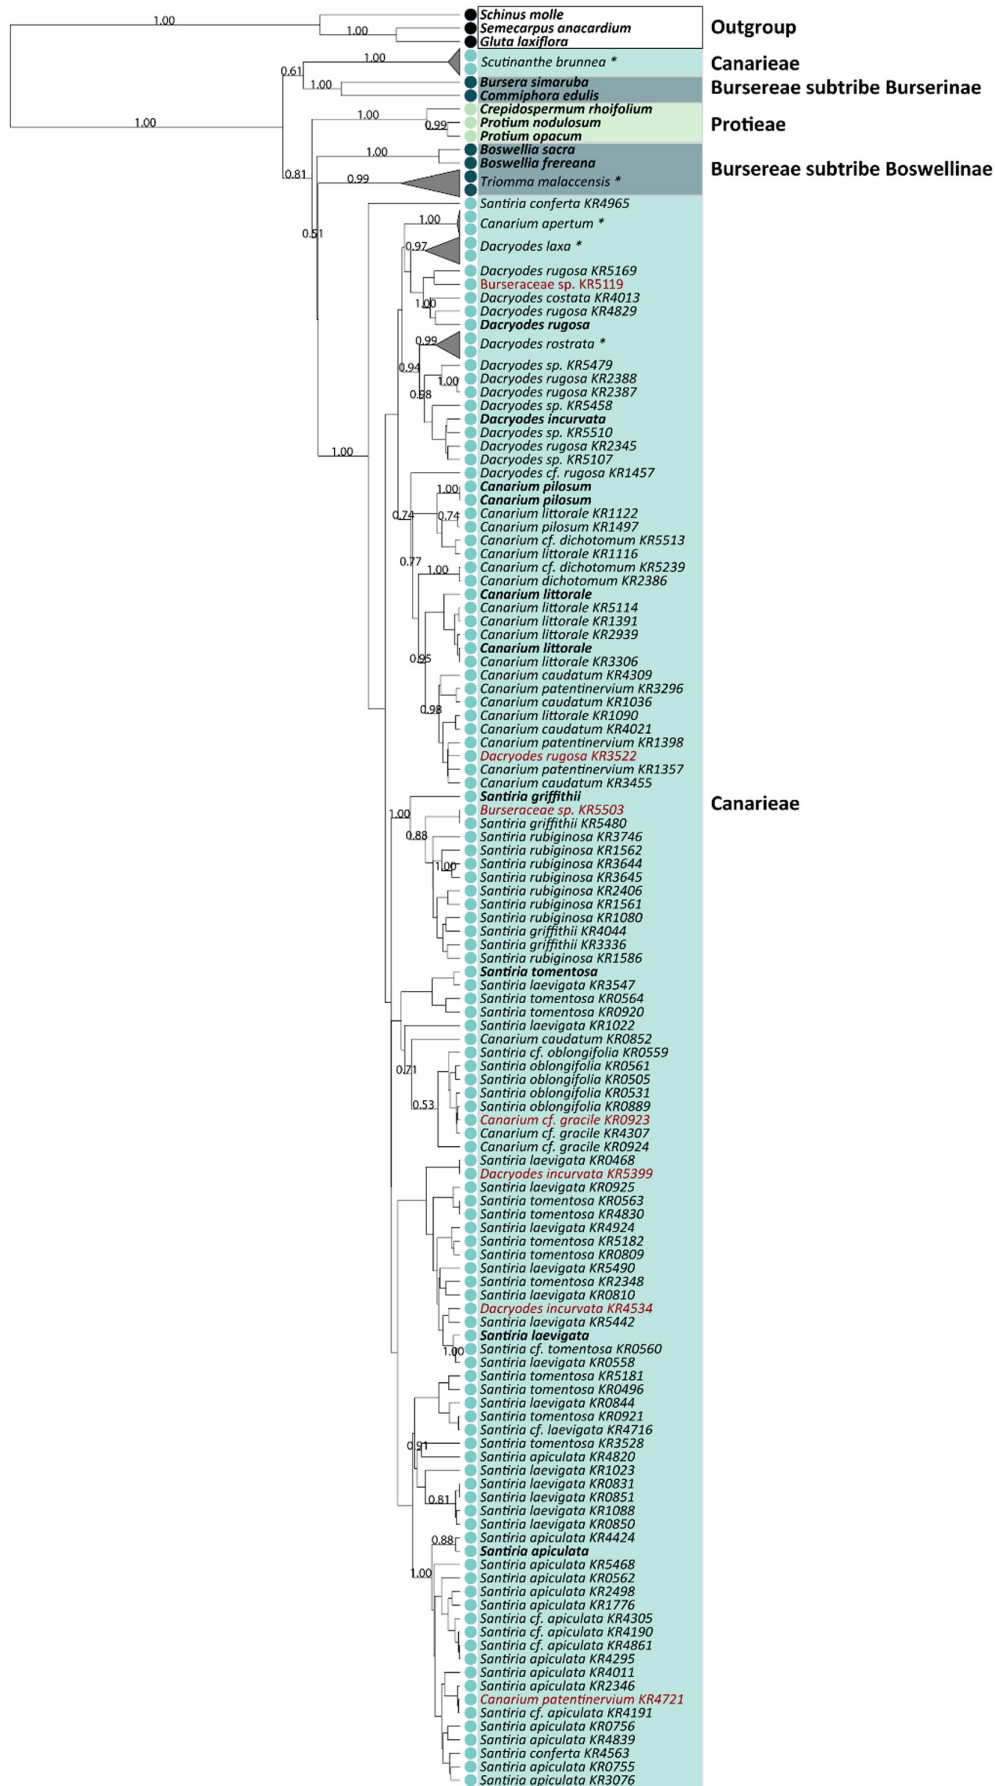 1.00
Schinus molle
Semecarpus anacardium
1.00
Gluta laxiflora
Outgroup
1.00
Scutinanthe brunnea *
Canarieae
0.61
1.00
Bursera simaruba
Commiphora edulis
Bursereae subtribe Burserinae
1.00
1.00
Crepidospermum rhoifolium
0.99
Protium nodulosum
Protium opacum
Protieae
1.00
Boswellia sacra
Boswellia frereana
Bursereae subtribe Boswellinae
0.81
0.99
Triomma malaccensis *
Santiria conferta KR4965
1.00
Canarium apertum *
0.51
0.97
Dacryodes laxa *
Dacryodes rugosa KR5169
Burseraceae sp. KR5119
1.00
Dacryodes costata KR4013
Dacryodes rugosa KR4829
Dacryodes rugosa
0.99
Dacryodes rostrata *
0.94
Dacryodes sp. KR5479
1.00
Dacryodes rugosa KR2388
0.98
Dacryodes rugosa KR2387
Dacryodes sp. KR5458
Dacryodes incurvata
Dacryodes sp. KR5510
Dacryodes rugosa KR2345
1.00
Dacryodes sp. KR5107
Dacryodes cf. rugosa KR1457
1.00
Canarium pilosum
Canarium pilosum
0.74
0.74
Canarium littorale KR1122
Canarium pilosum KR1497
Canarium cf. dichotomum KR5513
Canarium littorale KR1116
0.77
1.00
Canarium cf. dichotomum KR5239
Canarium dichotomum KR2386
Canarium littorale
Canarium littorale KR5114
Canarium littorale KR1391
Canarium littorale KR2939
Canarium littorale
0.95
Canarium littorale KR3306
Canarium caudatum KR4309
Canarium patentinervium KR3296
Canarium caudatum KR1036
0.98
Canarium littorale KR1090
Canarium caudatum KR4021
Canarium patentinervium KR1398
Dacryodes rugosa KR3522
Canarium patentinervium KR1357
Canarium caudatum KR3455
Santiria griffithii
Canarieae
1.00
Burseraceae sp. KR5503
Santiria griffithii KR5480
0.88
Santiria rubiginosa KR3746
Santiria rubiginosa KR1562
1.00
Santiria rubiginosa KR3644
Santiria rubiginosa KR3645
Santiria rubiginosa KR2406
Santiria rubiginosa KR1561
Santiria rubiginosa KR1080
Santiria griffithii KR4044
Santiria griffithii KR3336
Santiria rubiginosa KR1586
Santiria tomentosa
Santiria laevigata KR3547
Santiria tomentosa KR0564
Santiria tomentosa KR0920
Santiria laevigata KR1022
Canarium caudatum KR0852
Santiria cf. oblongifolia KR0559
0.71
Santiria oblongifolia KR0561
Santiria oblongifolia KR0505
Santiria oblongifolia KR0531
0.53
Santiria oblongifolia KR0889
Canarium cf. gracile KR0923
Canarium cf. gracile KR4307
Canarium cf. gracile KR0924
Santiria laevigata KR0468
Dacryodes incurvata KR5399
Santiria laevigata KR0925
Santiria tomentosa KR0563
Santiria tomentosa KR4830
Santiria laevigata KR4924
Santiria tomentosa KR5182
Santiria tomentosa KR0809
Santiria laevigata KR5490
Santiria tomentosa KR2348
Santiria laevigata KR0810
Dacryodes incurvata KR4534
Santiria laevigata KR5442
Santiria laevigata
1.00
Santiria cf. tomentosa KR0560
Santiria laevigata KR0558
Santiria tomentosa KR5181
Santiria tomentosa KR0496
Santiria laevigata KR0844
Santiria tomentosa KR0921
Santiria cf. laevigata KR4716
0.91
Santiria tomentosa KR3528
Santiria apiculata KR4820
Santiria laevigata KR1023
Santiria laevigata KR0831
0.81
Santiria laevigata KR0851
Santiria laevigata KR1088
Santiria laevigata KR0850
0.88
Santiria apiculata KR4424
Santiria apiculata
Santiria apiculata KR5468
1.00
Santiria apiculata KR0562
Santiria apiculata KR2498
Santiria apiculata KR1776
Santiria cf. apiculata KR4305
Santiria cf. apiculata KR4190
Santiria cf. apiculata KR4861
Santiria apiculata KR4295
Santiria apiculata KR4011
Santiria apiculata KR2346
Canarium patentinervium KR4721
Santiria cf. apiculata KR4191
Santiria apiculata KR0756
Santiria apiculata KR4839
Santiria conferta KR4563
Santiria apiculata KR0755
Santiria apiculata KR3076